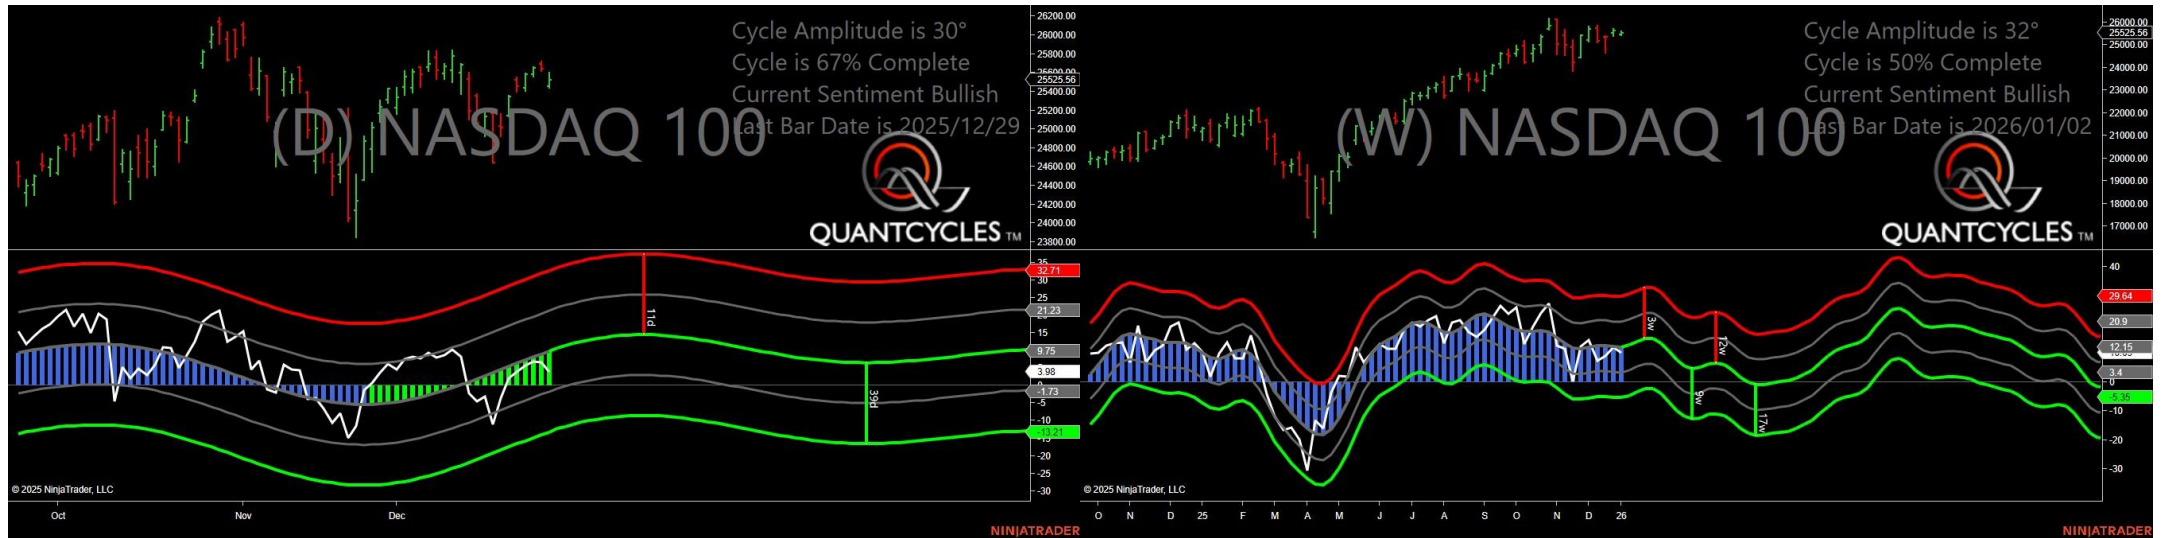 Cycle Amplitude is 30°
Cycle is 67% Complete
Current Sentiment Bullish
Last Bar Date is 2025/12/29
(D) NASDAQ 100
QUANTCYCLES TM
26200.00
26000.00
25800.00
25600.00
25525.56
25400.00
25200.00
25000.00
24800.00
24600.00
24400.00
24200.00
24000.00
23800.00
35
32.71
30
25
21.23
15
9.75
3.98
0
-1.73
-5
-10
-13.21
-15
-20
-25
-30
11d
39d
© 2025 NinjaTrader, LLC
Oct
Nov
Dec
NINJATRADER
Cycle Amplitude is 32°
Cycle is 50% Complete
Current Sentiment Bullish
Last Bar Date is 2026/01/02
(W) NASDAQ 100
QUANTCYCLES TM
26000.00
25525.56
25000.00
24000.00
23000.00
22000.00
21000.00
20000.00
19000.00
18000.00
17000.00
40
29.64
20.9
12.15
3.4
0
-5.35
-10
-20
-30
3w
12w
9w
17w
© 2025 NinjaTrader, LLC
O N D 25 F M A M J J A S O N D 26
NINJATRADER